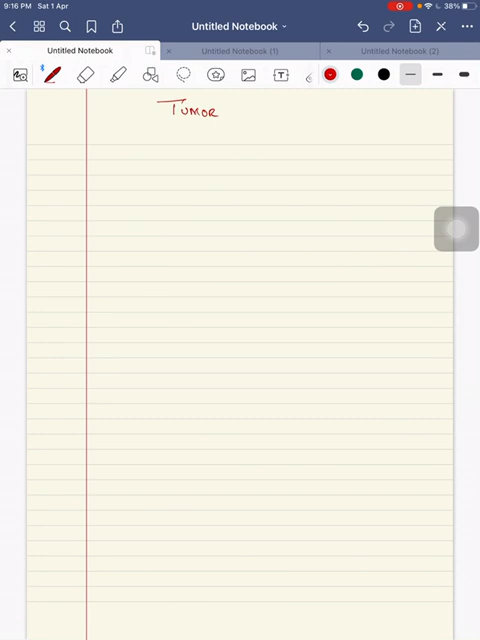 9:16 PM Sat 1 Apr
38%
Untitled Notebook
Untitled Notebook
Untitled Notebook (1)
Untitled Notebook (2)
T
TUMOR